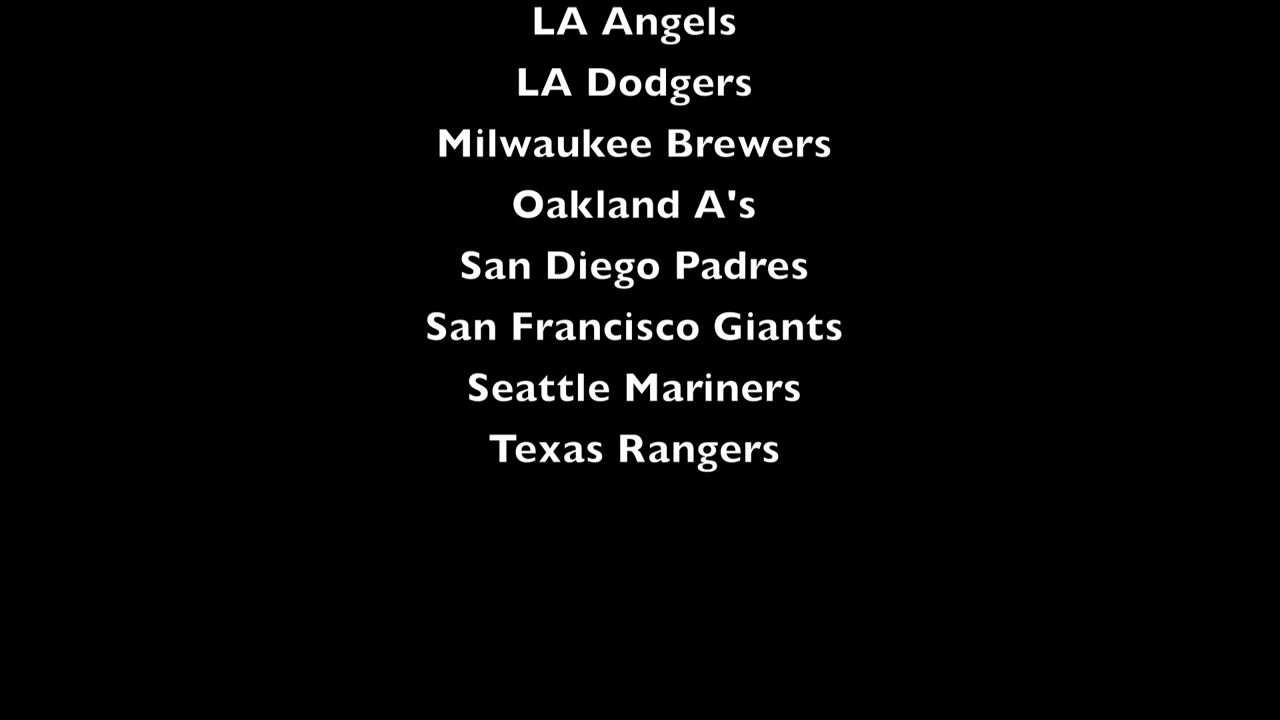 LA Angels
LA Dodgers
Milwaukee Brewers
Oakland A's
San Diego Padres
San Francisco Giants
Seattle Mariners
Texas Rangers